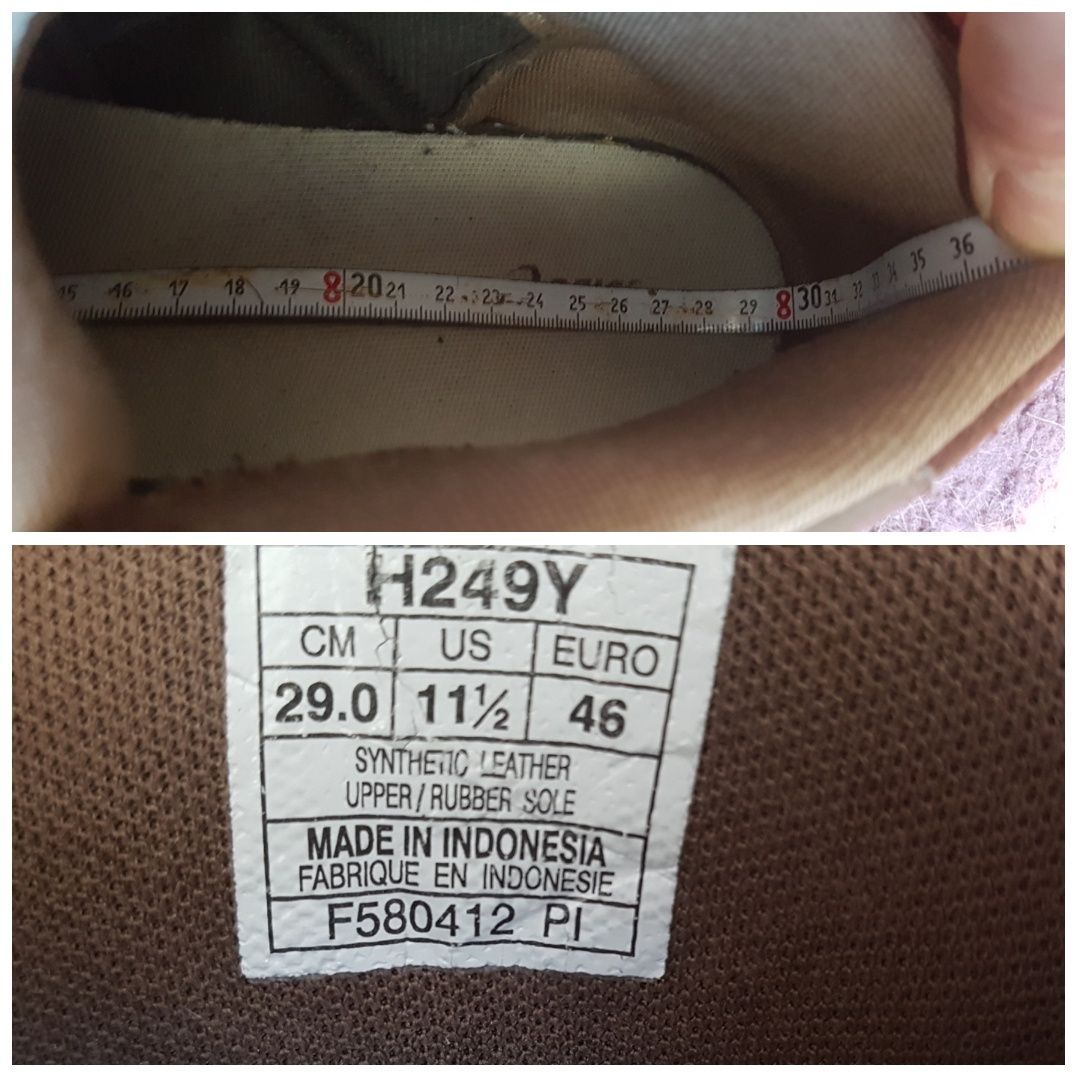 15 16 17 18 19 8 20 21 22 23 24 25 26 27 28 29 8 30 31 32 33 34 35 36
H249Y
CM US EURO
29.0 11½ 46
SYNTHETIC LEATHER
UPPER / RUBBER SOLE
MADE IN INDONESIA
FABRIQUE EN INDONESIE
F580412 PI